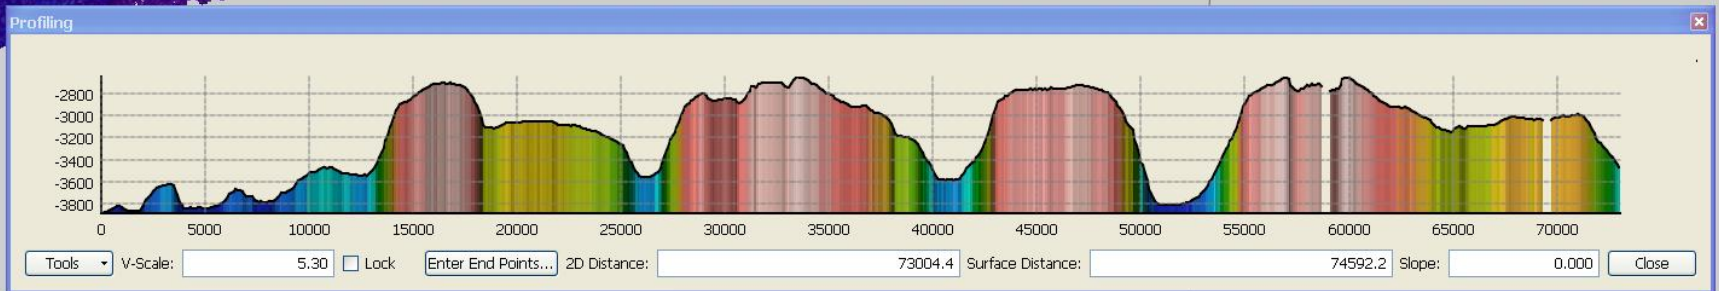 Profiling
-2800
-3000
-3200
-3400
-3600
-3800
0 5000 10000 15000 20000 25000 30000 35000 40000 45000 50000 55000 60000 65000 70000
Tools V-Scale: 5.30 Lock Enter End Points... 2D Distance: 73004.4 Surface Distance: 74592.2 Slope: 0.000 Close